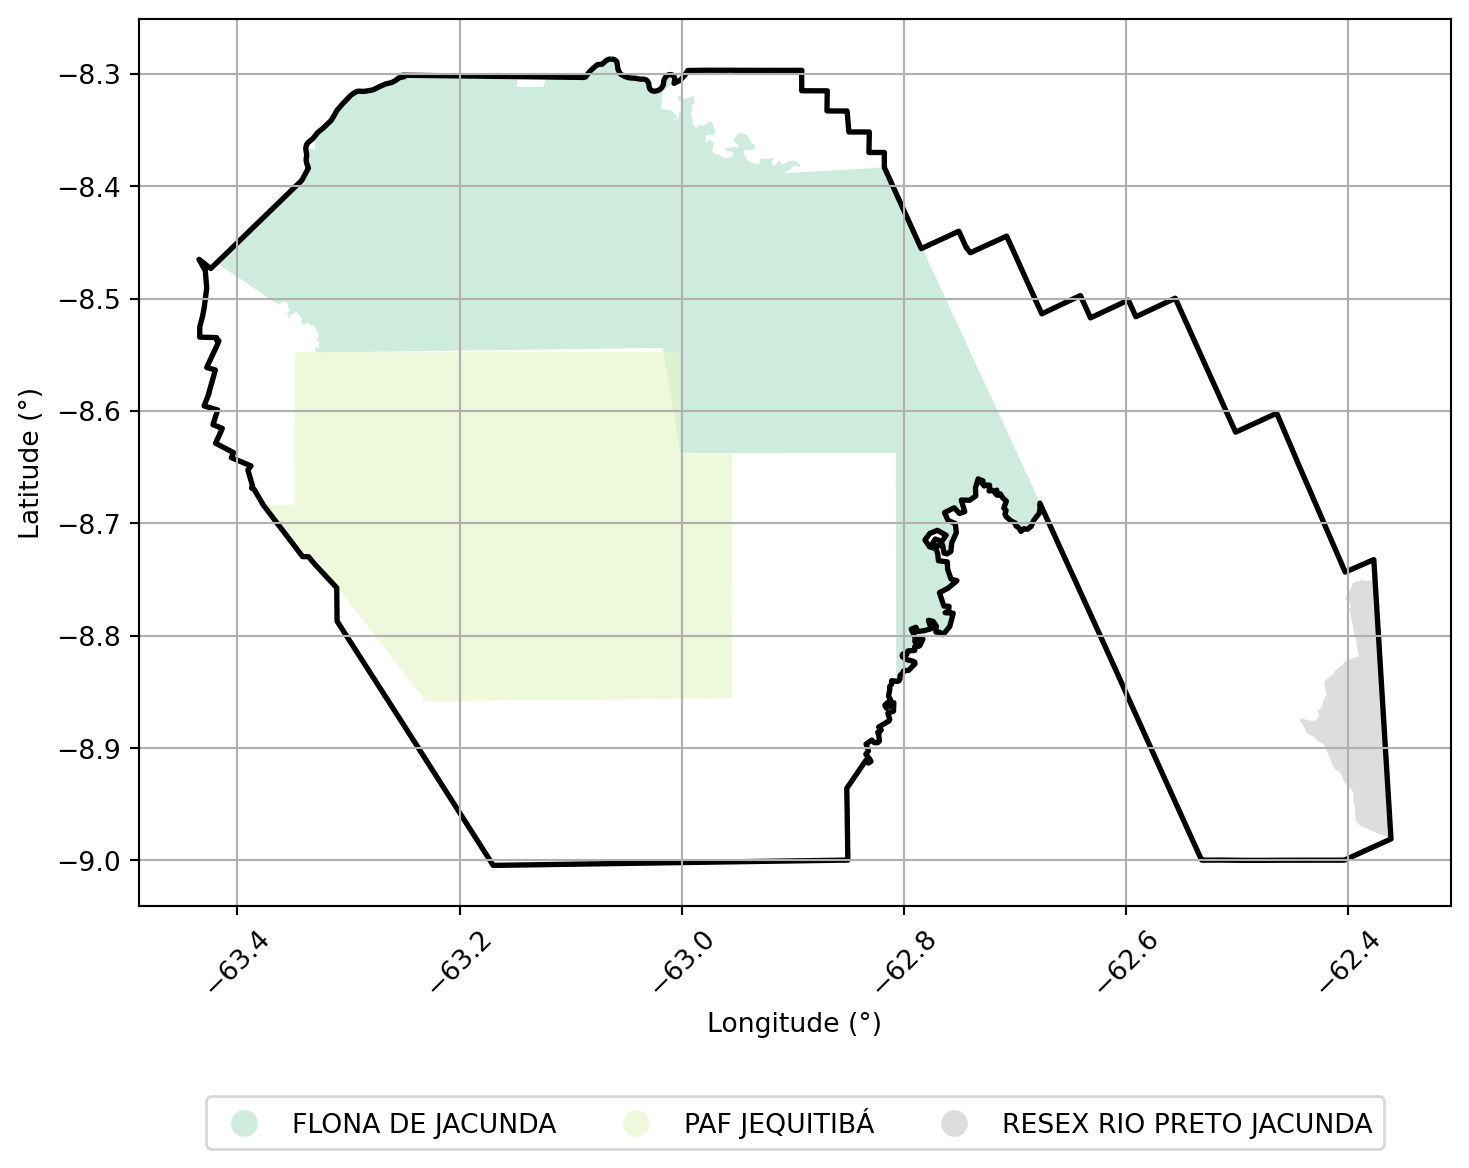 −8.3
−8.4
−8.5
−8.6
−8.7
−8.8
−8.9
−9.0
Latitude (°)
−63.4
−63.2
−63.0
−62.8
−62.6
−62.4
Longitude (°)
FLONA DE JACUNDA
PAF JEQUITIBÁ
RESEX RIO PRETO JACUNDA